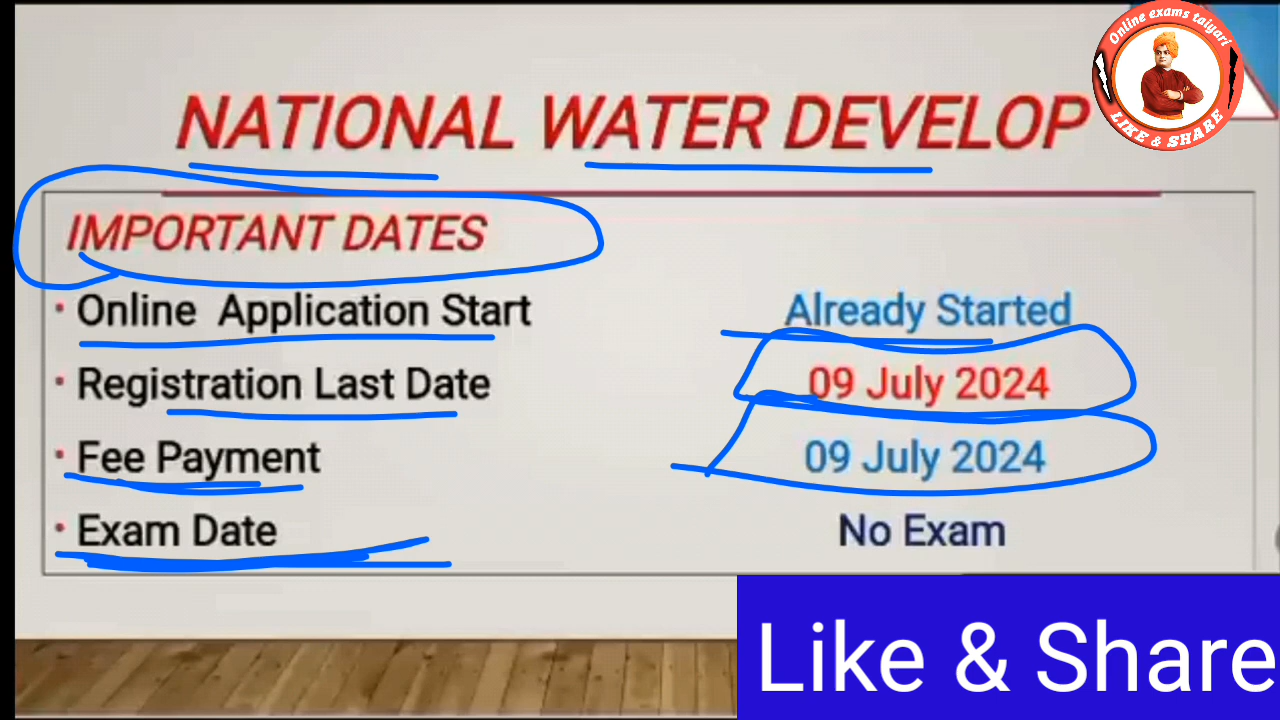 Online exams taiyari
LIKE & SHARE
NATIONAL WATER DEVELOP
IMPORTANT DATES
• Online Application Start Already Started
• Registration Last Date 09 July 2024
• Fee Payment 09 July 2024
• Exam Date No Exam
Like & Share